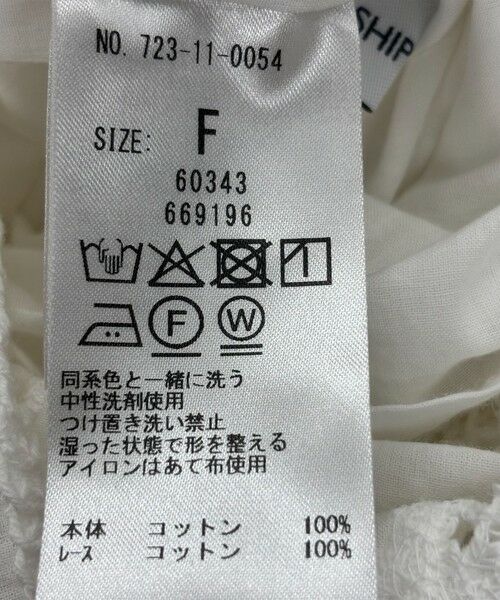 SHIP
NO. 723-11-0054
SIZE: F
60343
669196
F W
同系色と一緒に洗う
中性洗剤使用
つけ置き洗い禁止
湿った状態で形を整える
アイロンはあて布使用
本体 コットン 100%
レース コットン 100%